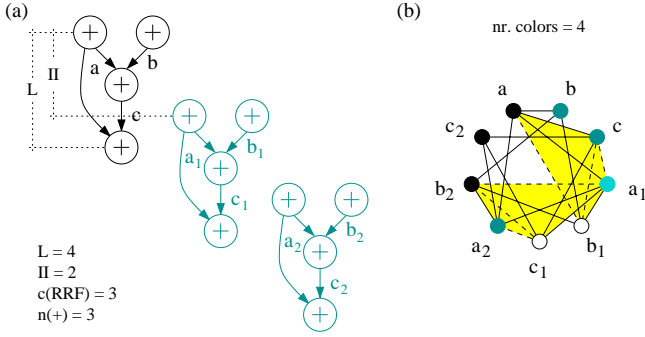 (a)
+ +
a b
L II
+
c
+
+ +
a1 b1
+
c1
+
+ +
a2 b2
+
c2
+
L = 4
II = 2
c(RRF) = 3
n(+) = 3
(b)
nr. colors = 4
a b
c2 c
b2 a1
a2 b1
c1